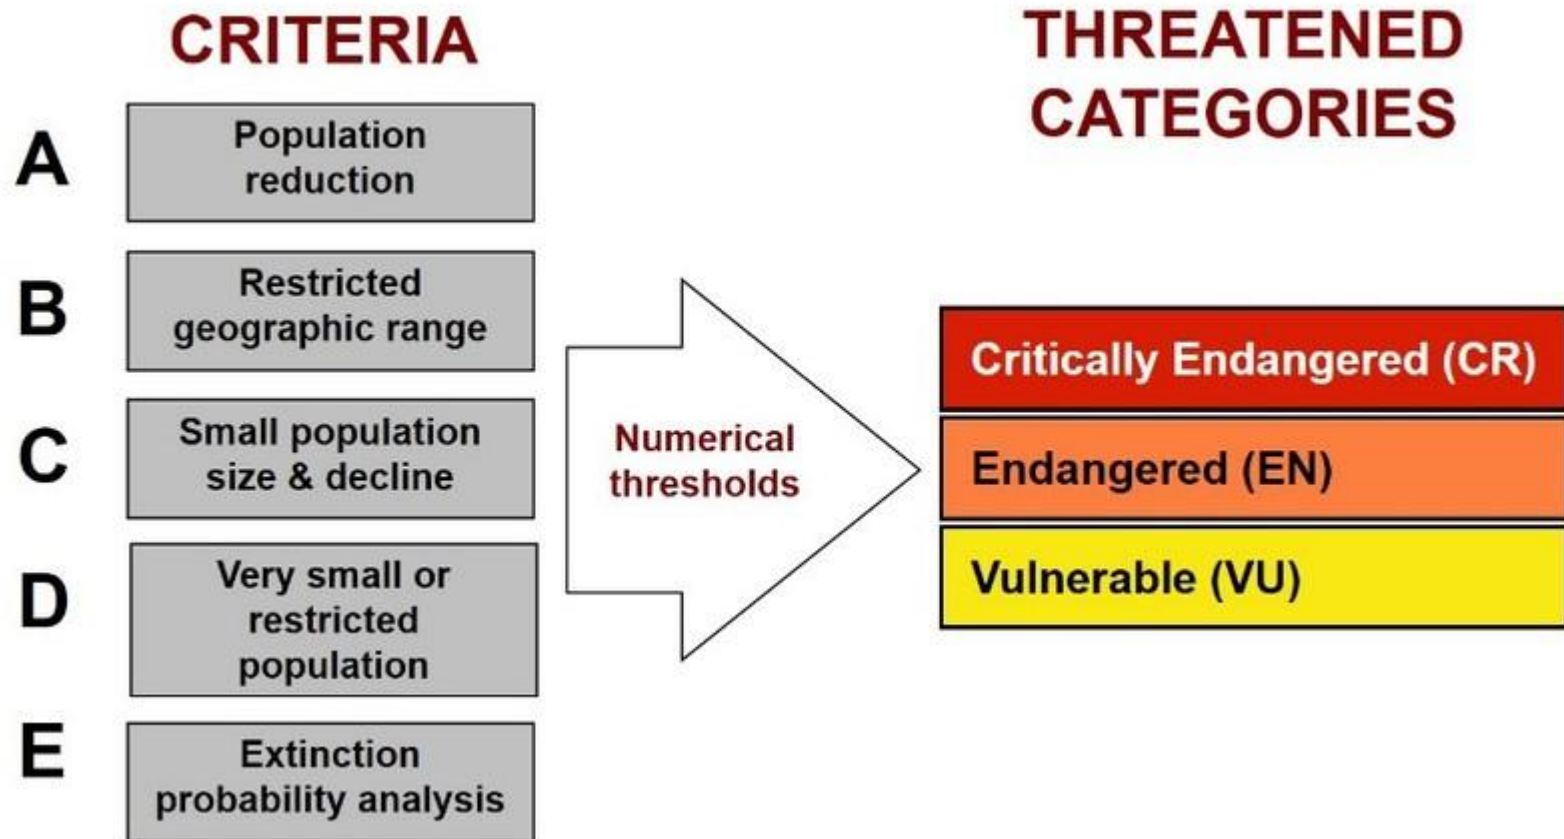 CRITERIA
THREATENED
CATEGORIES
A
Population
reduction
B
Restricted
geographic range
C
Small population
size & decline
D
Very small or
restricted
population
E
Extinction
probability analysis
Numerical
thresholds
Critically Endangered (CR)
Endangered (EN)
Vulnerable (VU)